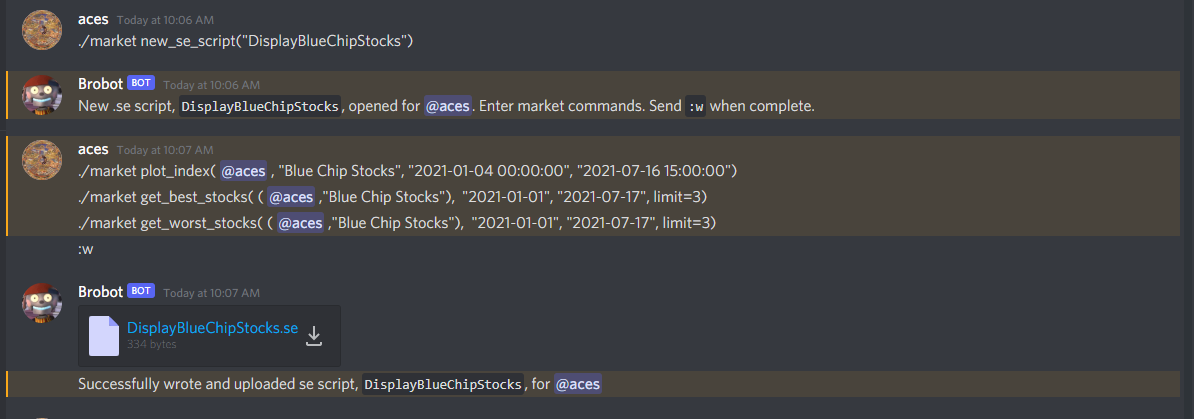 aces Today at 10:06 AM
./market new_se_script("DisplayBlueChipStocks")
Brobot BOT Today at 10:06 AM
New .se script, DisplayBlueChipStocks, opened for @aces. Enter market commands. Send :w when complete.
aces Today at 10:07 AM
./market plot_index( @aces , "Blue Chip Stocks", "2021-01-04 00:00:00", "2021-07-16 15:00:00")
./market get_best_stocks( ( @aces ,"Blue Chip Stocks"), "2021-01-01", "2021-07-17", limit=3)
./market get_worst_stocks( ( @aces ,"Blue Chip Stocks"), "2021-01-01", "2021-07-17", limit=3)
:w
Brobot BOT Today at 10:07 AM
DisplayBlueChipStocks.se
334 bytes
Successfully wrote and uploaded se script, DisplayBlueChipStocks, for @aces